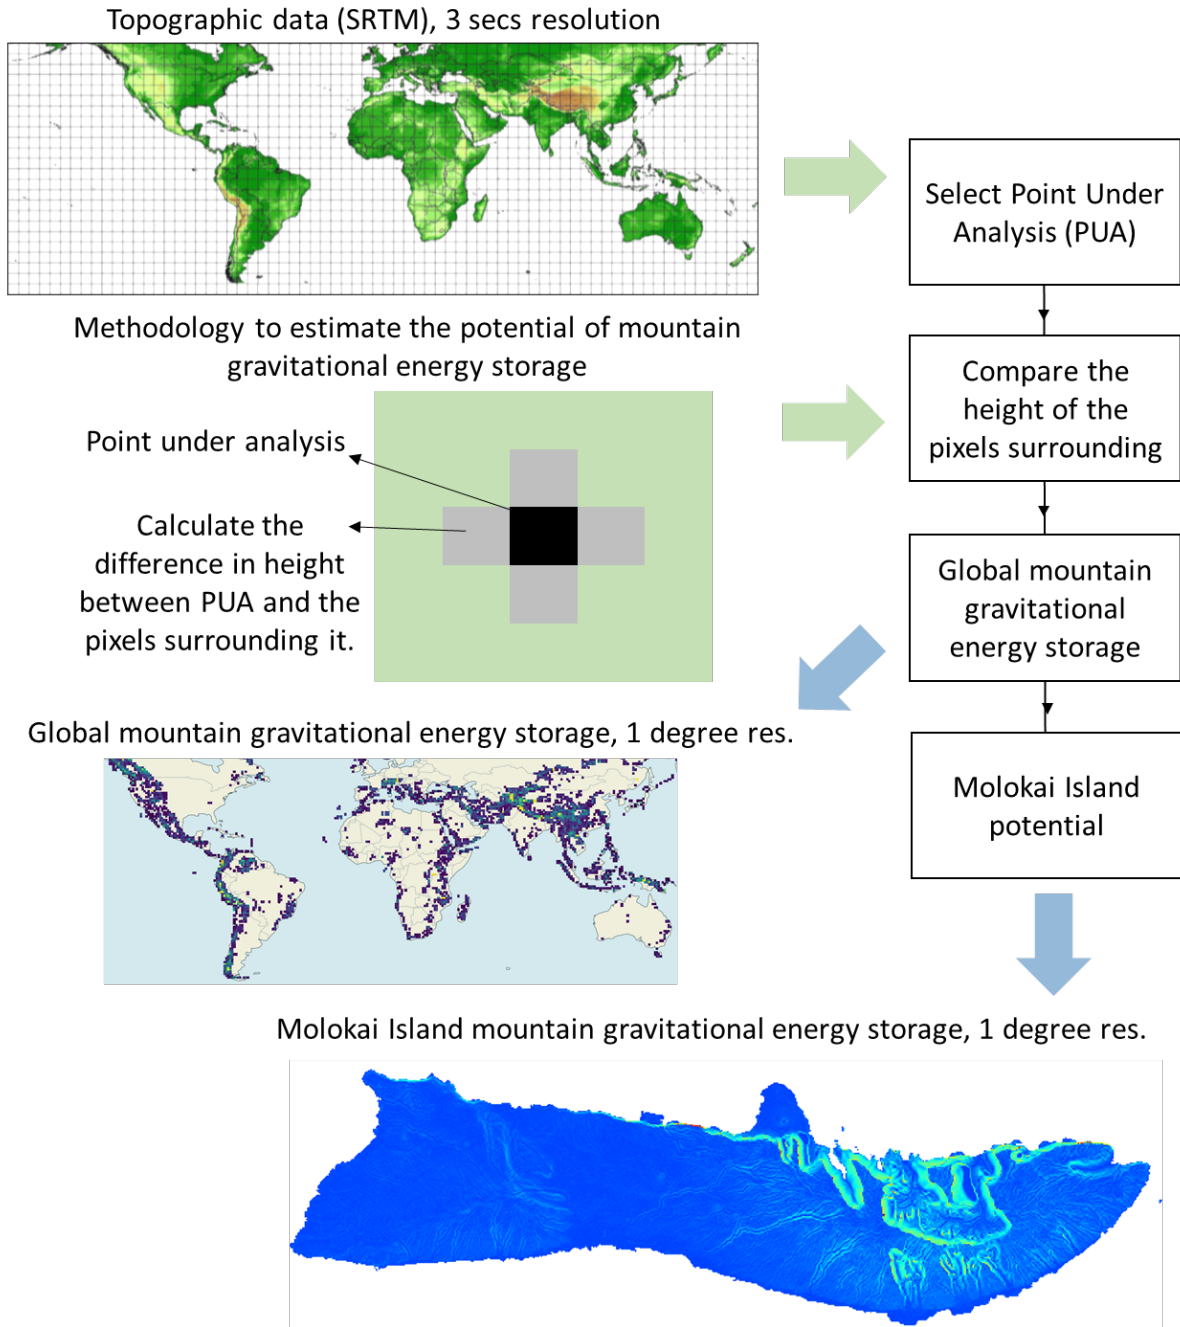 Topographic data (SRTM), 3 secs resolution
Select Point Under
Analysis (PUA)
Methodology to estimate the potential of mountain
gravitational energy storage
Compare the
height of the
pixels surrounding
Point under analysis
Calculate the
difference in height
between PUA and the
pixels surrounding it.
Global mountain
gravitational
energy storage
Global mountain gravitational energy storage, 1 degree res.
Molokai Island
potential
Molokai Island mountain gravitational energy storage, 1 degree res.